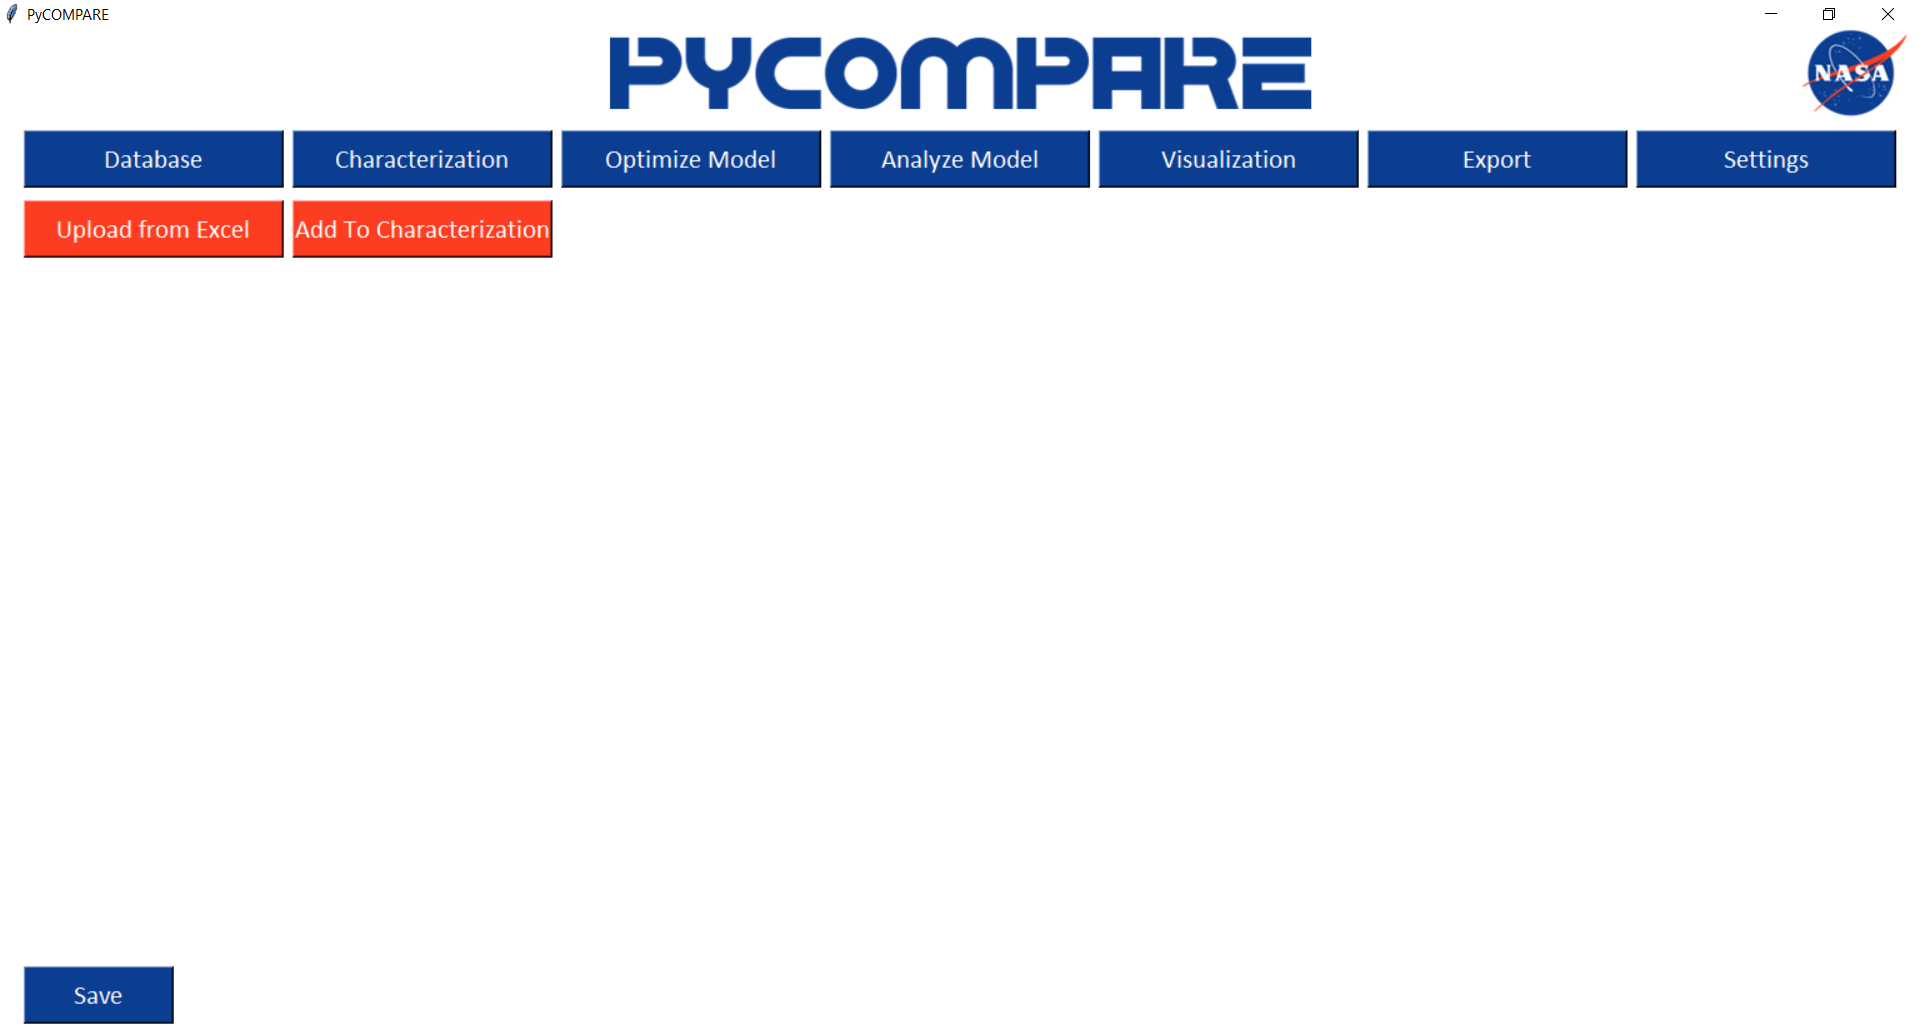 PyCOMPARE
PYCOMPARE
NASA
Database
Characterization
Optimize Model
Analyze Model
Visualization
Export
Settings
Upload from Excel
Add To Characterization
Save